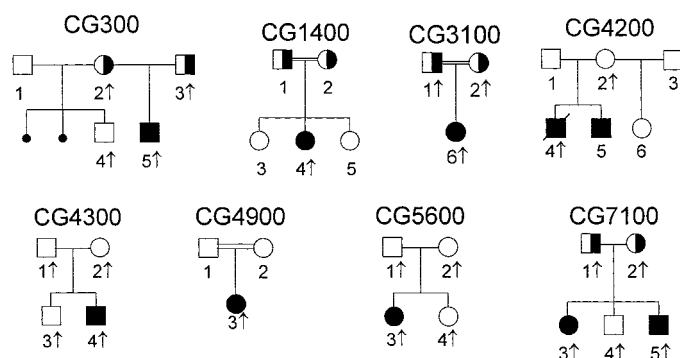 CG300 CG1400 CG3100 CG4200
1 2↑ 3↑ 1 2 1↑ 2↑ 1 2↑ 3
4↑ 5↑ 3 4↑ 5 6↑ 4↑ 5 6
CG4300 CG4900 CG5600 CG7100
1↑ 2↑ 1 2 1↑ 2↑ 1↑ 2↑
3↑ 4↑ 3↑ 3↑ 4↑ 3↑ 4↑ 5↑